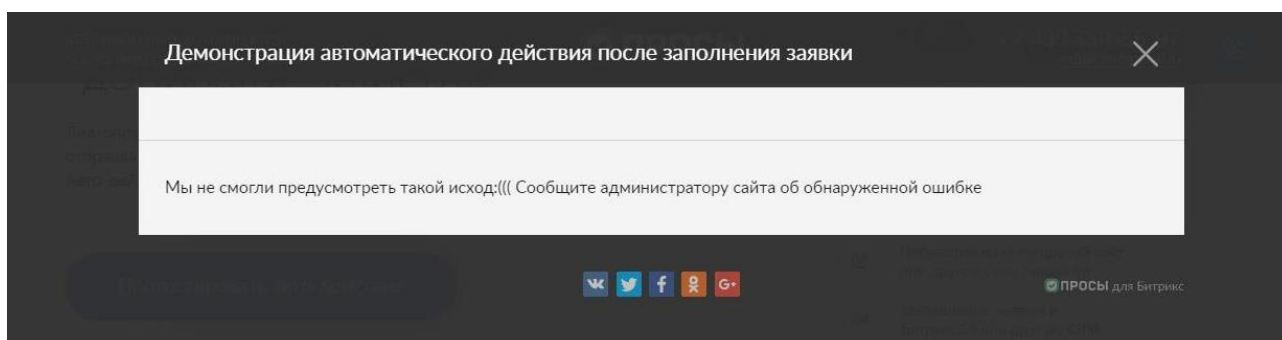 Демонстрация автоматического действия после заполнения заявки
Мы не смогли предусмотреть такой исход:((( Сообщите администратору сайта об обнаруженной ошибке
G+
ПРОСЫ для Битрикс